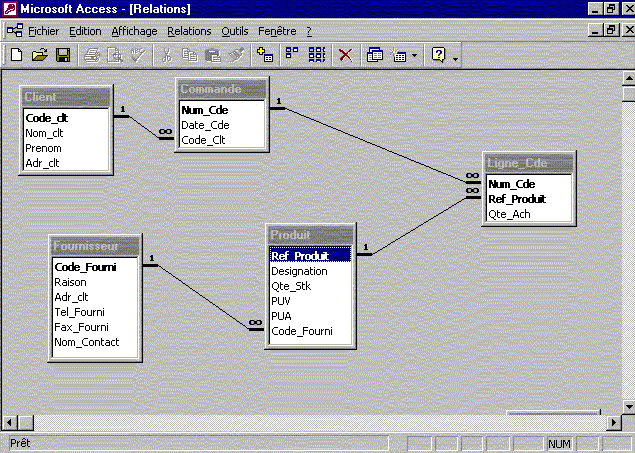 Microsoft Access - [Relations]
Fichier Edition Affichage Relations Outils Fenêtre ?
Client
Code_clt
Nom_clt
Prenom
Adr_clt
1
∞
Commande
Num_Cde
Date_Cde
Code_Clt
1
∞
∞
Ligne_Cde
Num_Cde
Ref_Produit
Qte_Ach
Fournisseur
Code_Fourni
Raison
Adr_clt
Tel_Fourni
Fax_Fourni
Nom_Contact
1
∞
Produit
Ref_Produit
Designation
Qte_Stk
PUV
PUA
Code_Fourni
1
Prêt
NUM